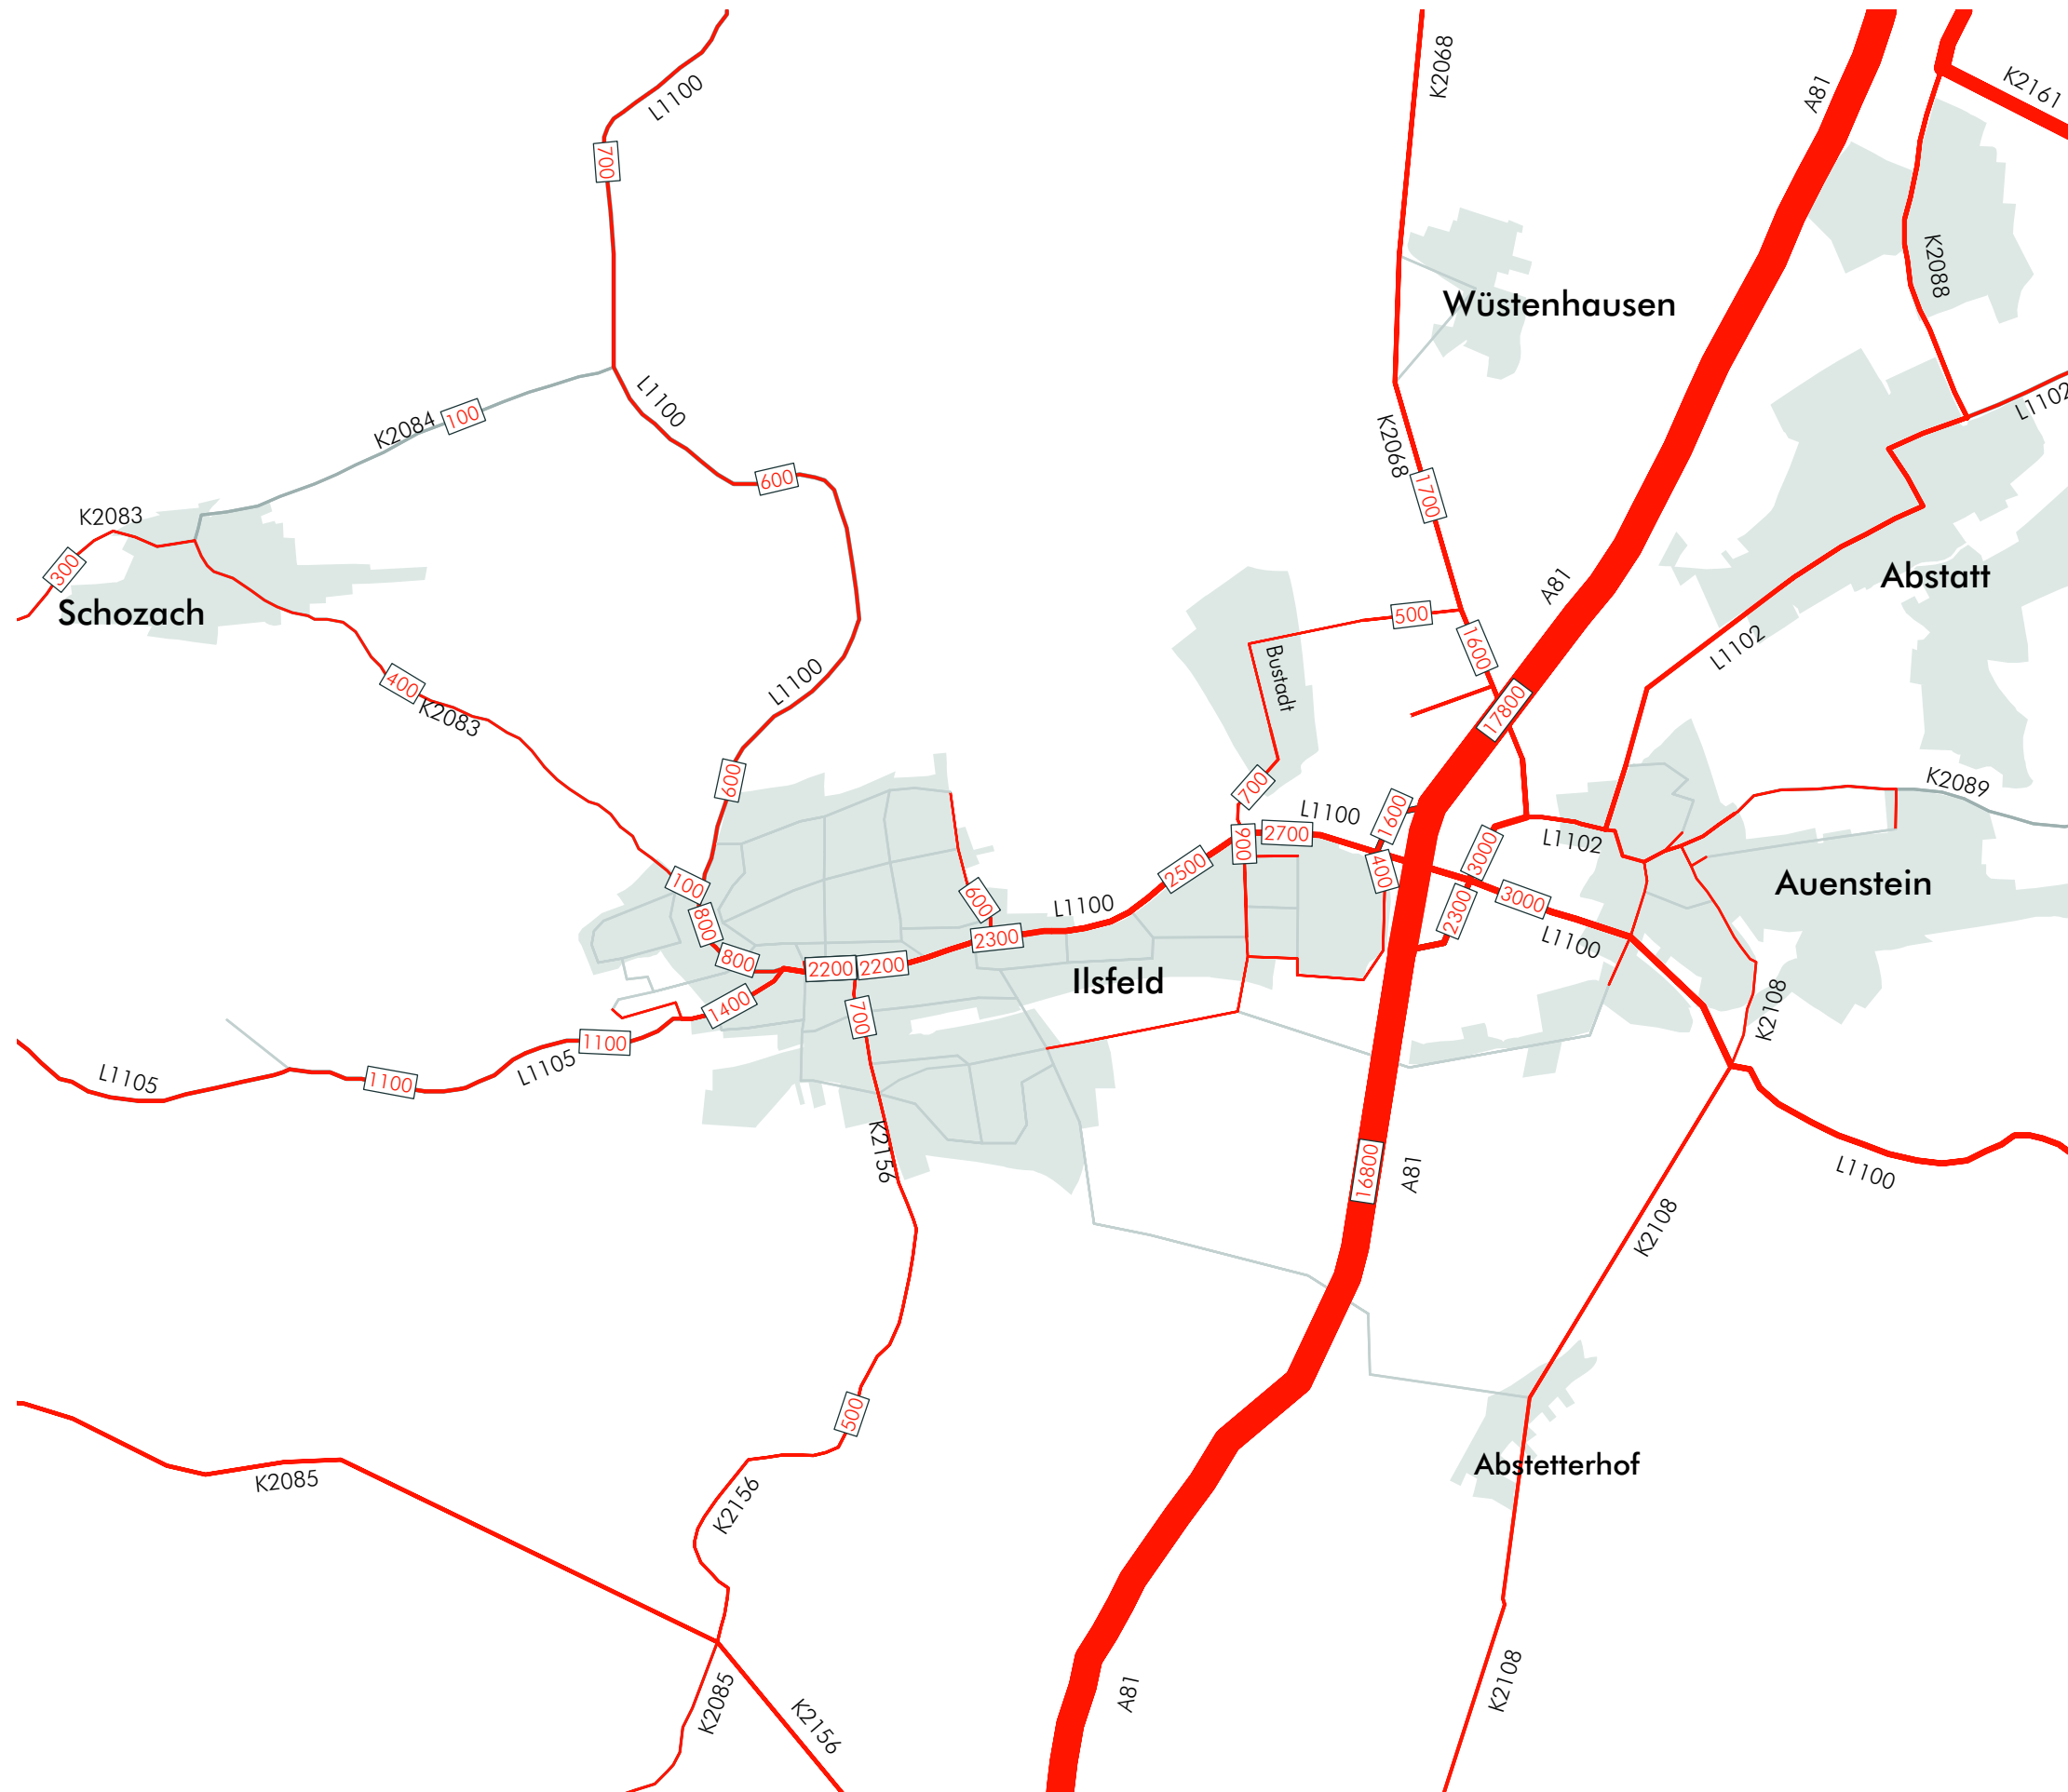 K2068
A81
K2161
L1100
700
K2088
Wüstenhausen
L1100
L1102
K2084
100
K2068
600
1700
K2083
300
Schozach
A81
Abstatt
500
1600
L1102
400
K2083
L1100
Bustadt
17800
600
700
K2089
L1100
1600
2700
900
L1102
3000
2500
400
Auenstein
100
600
3000
L1100
2300
800
2300
L1100
800
2200
2200
Ilsfeld
1400
700
K2108
1100
L1105
L1105
1100
K2156
16800
A81
L1100
K2108
500
Abstetterhof
K2085
K2156
K2108
A81
K2085
K2156